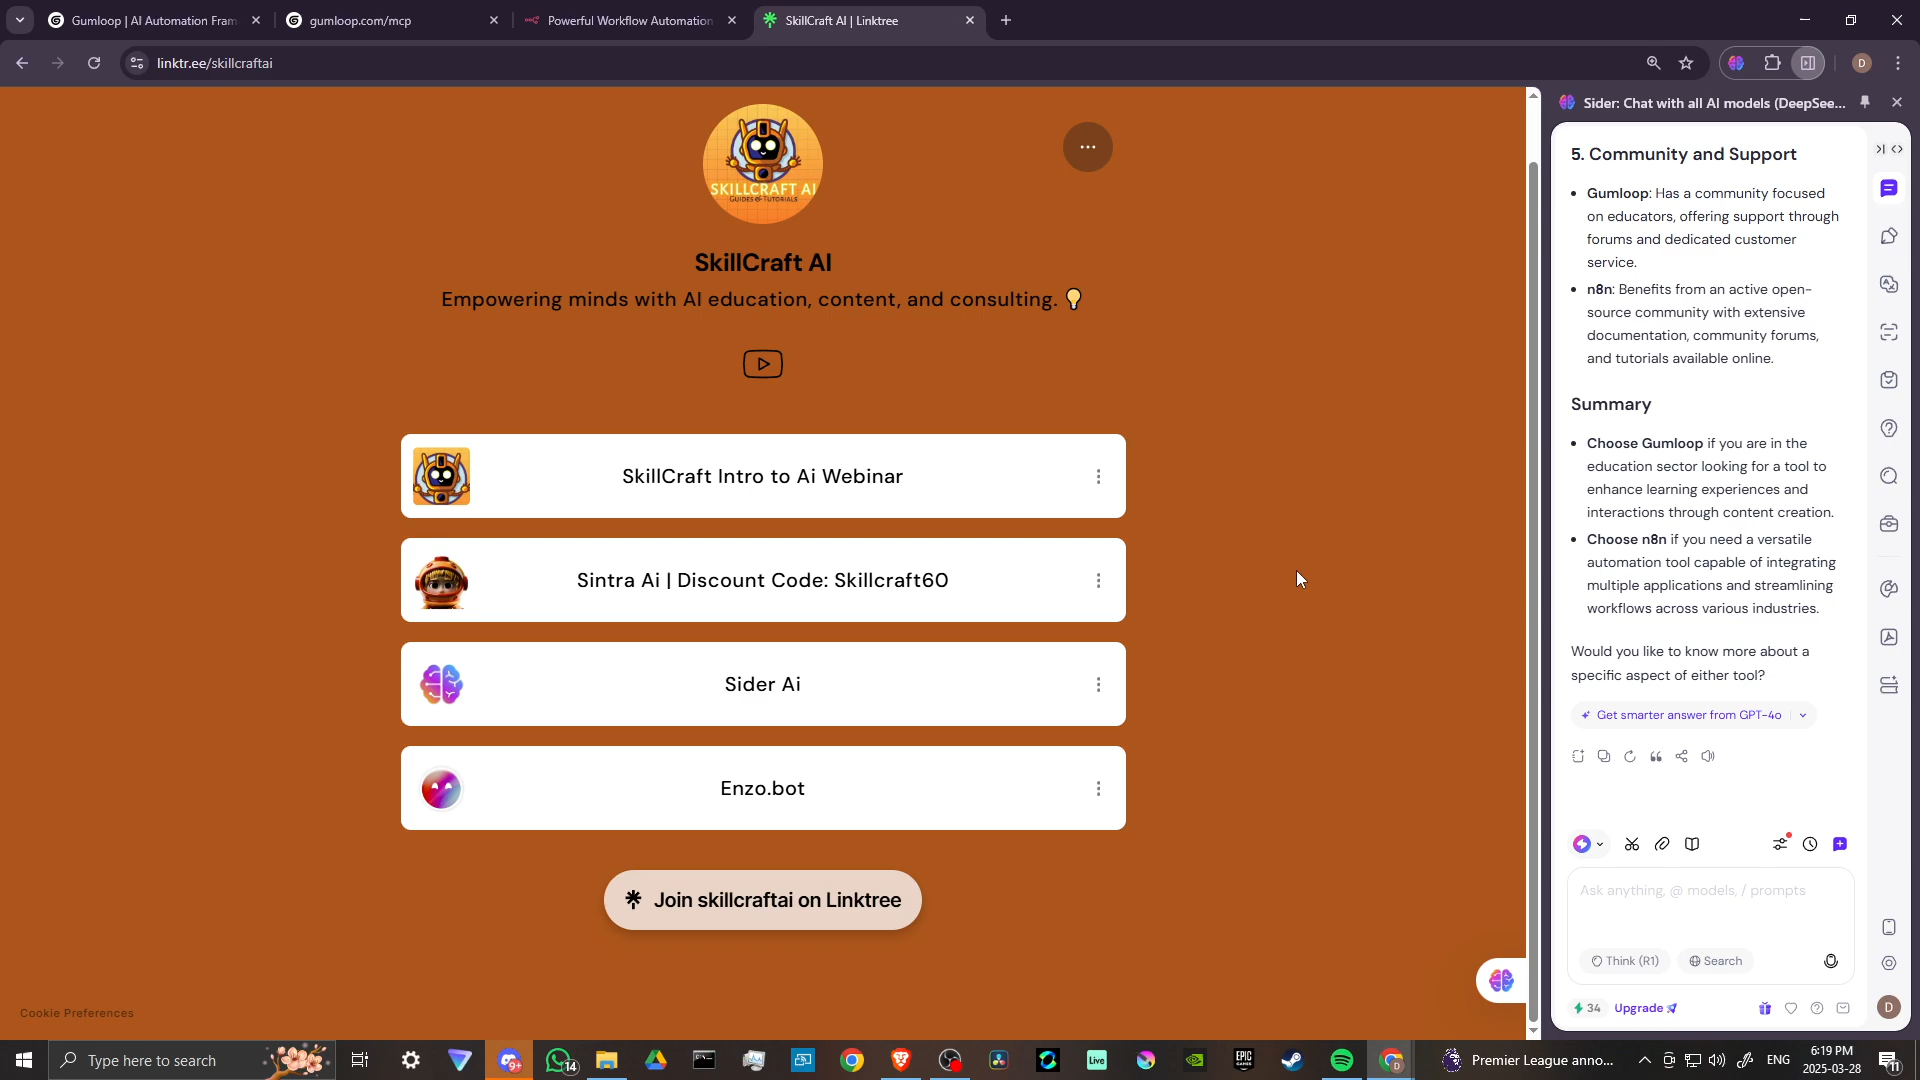 Gumloop | AI Automation Fram
gumloop.com/mcp
Powerful Workflow Automation
SkillCraft AI | Linktree
linktr.ee/skillcraftai
D
SKILLCRAFT AI
GUIDES & TUTORIALS
SkillCraft AI
Empowering minds with AI education, content, and consulting. 💡
SkillCraft Intro to Ai Webinar
Sintra Ai | Discount Code: Skillcraft60
Sider Ai
Enzo.bot
Join skillcraftai on Linktree
Cookie Preferences
Sider: Chat with all AI models (DeepSee...
5. Community and Support
• Gumloop: Has a community focused
on educators, offering support through
forums and dedicated customer
service.
• n8n: Benefits from an active open-
source community with extensive
documentation, community forums,
and tutorials available online.
Summary
• Choose Gumloop if you are in the
education sector looking for a tool to
enhance learning experiences and
interactions through content creation.
• Choose n8n if you need a versatile
automation tool capable of integrating
multiple applications and streamlining
workflows across various industries.
Would you like to know more about a
specific aspect of either tool?
Get smarter answer from GPT-4o
Ask anything, @ models, / prompts
Think (R1)
Search
34
Upgrade
D
Type here to search
9+
14
Live
EPIC
GAMES
D
Premier League anno...
ENG
6:19 PM
2025-03-28
11